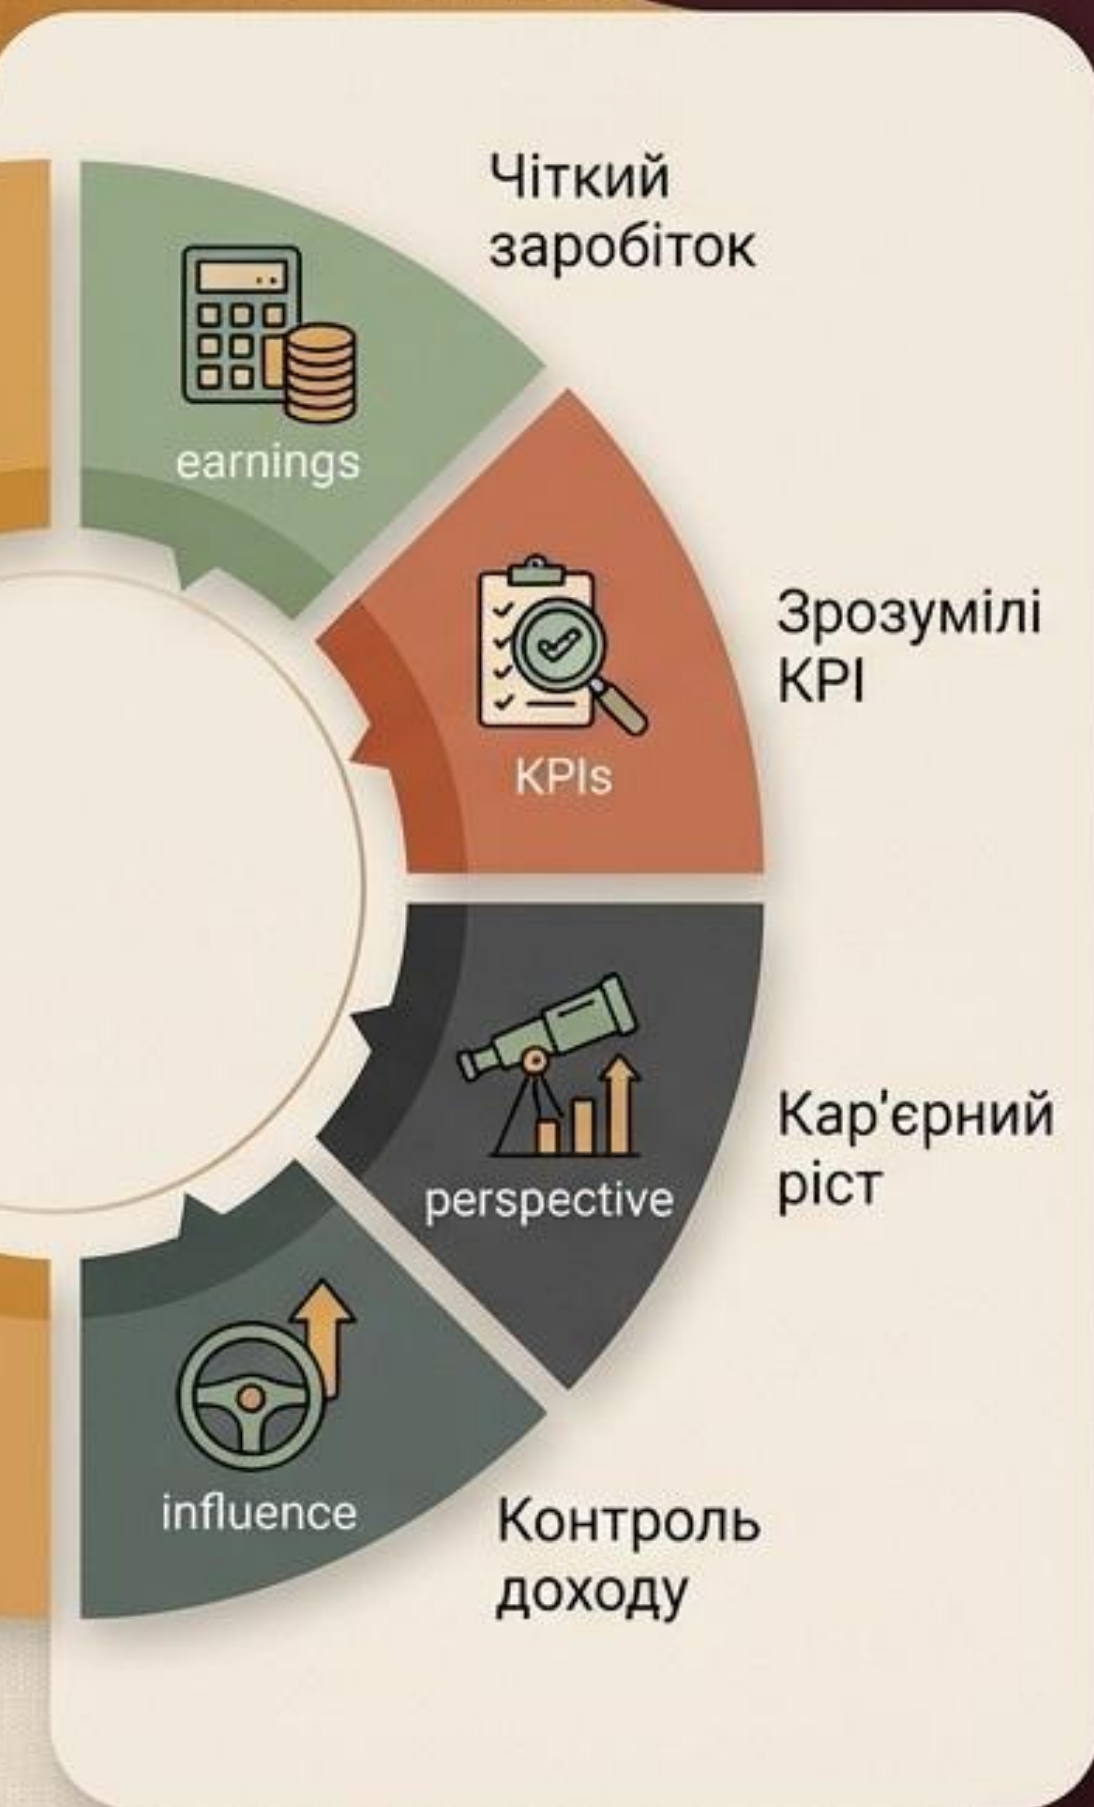 Чіткий
заробіток
earnings
Зрозумілі
KPI
KPIs
Кар'єрний
ріст
perspective
influence
Контроль
доходу